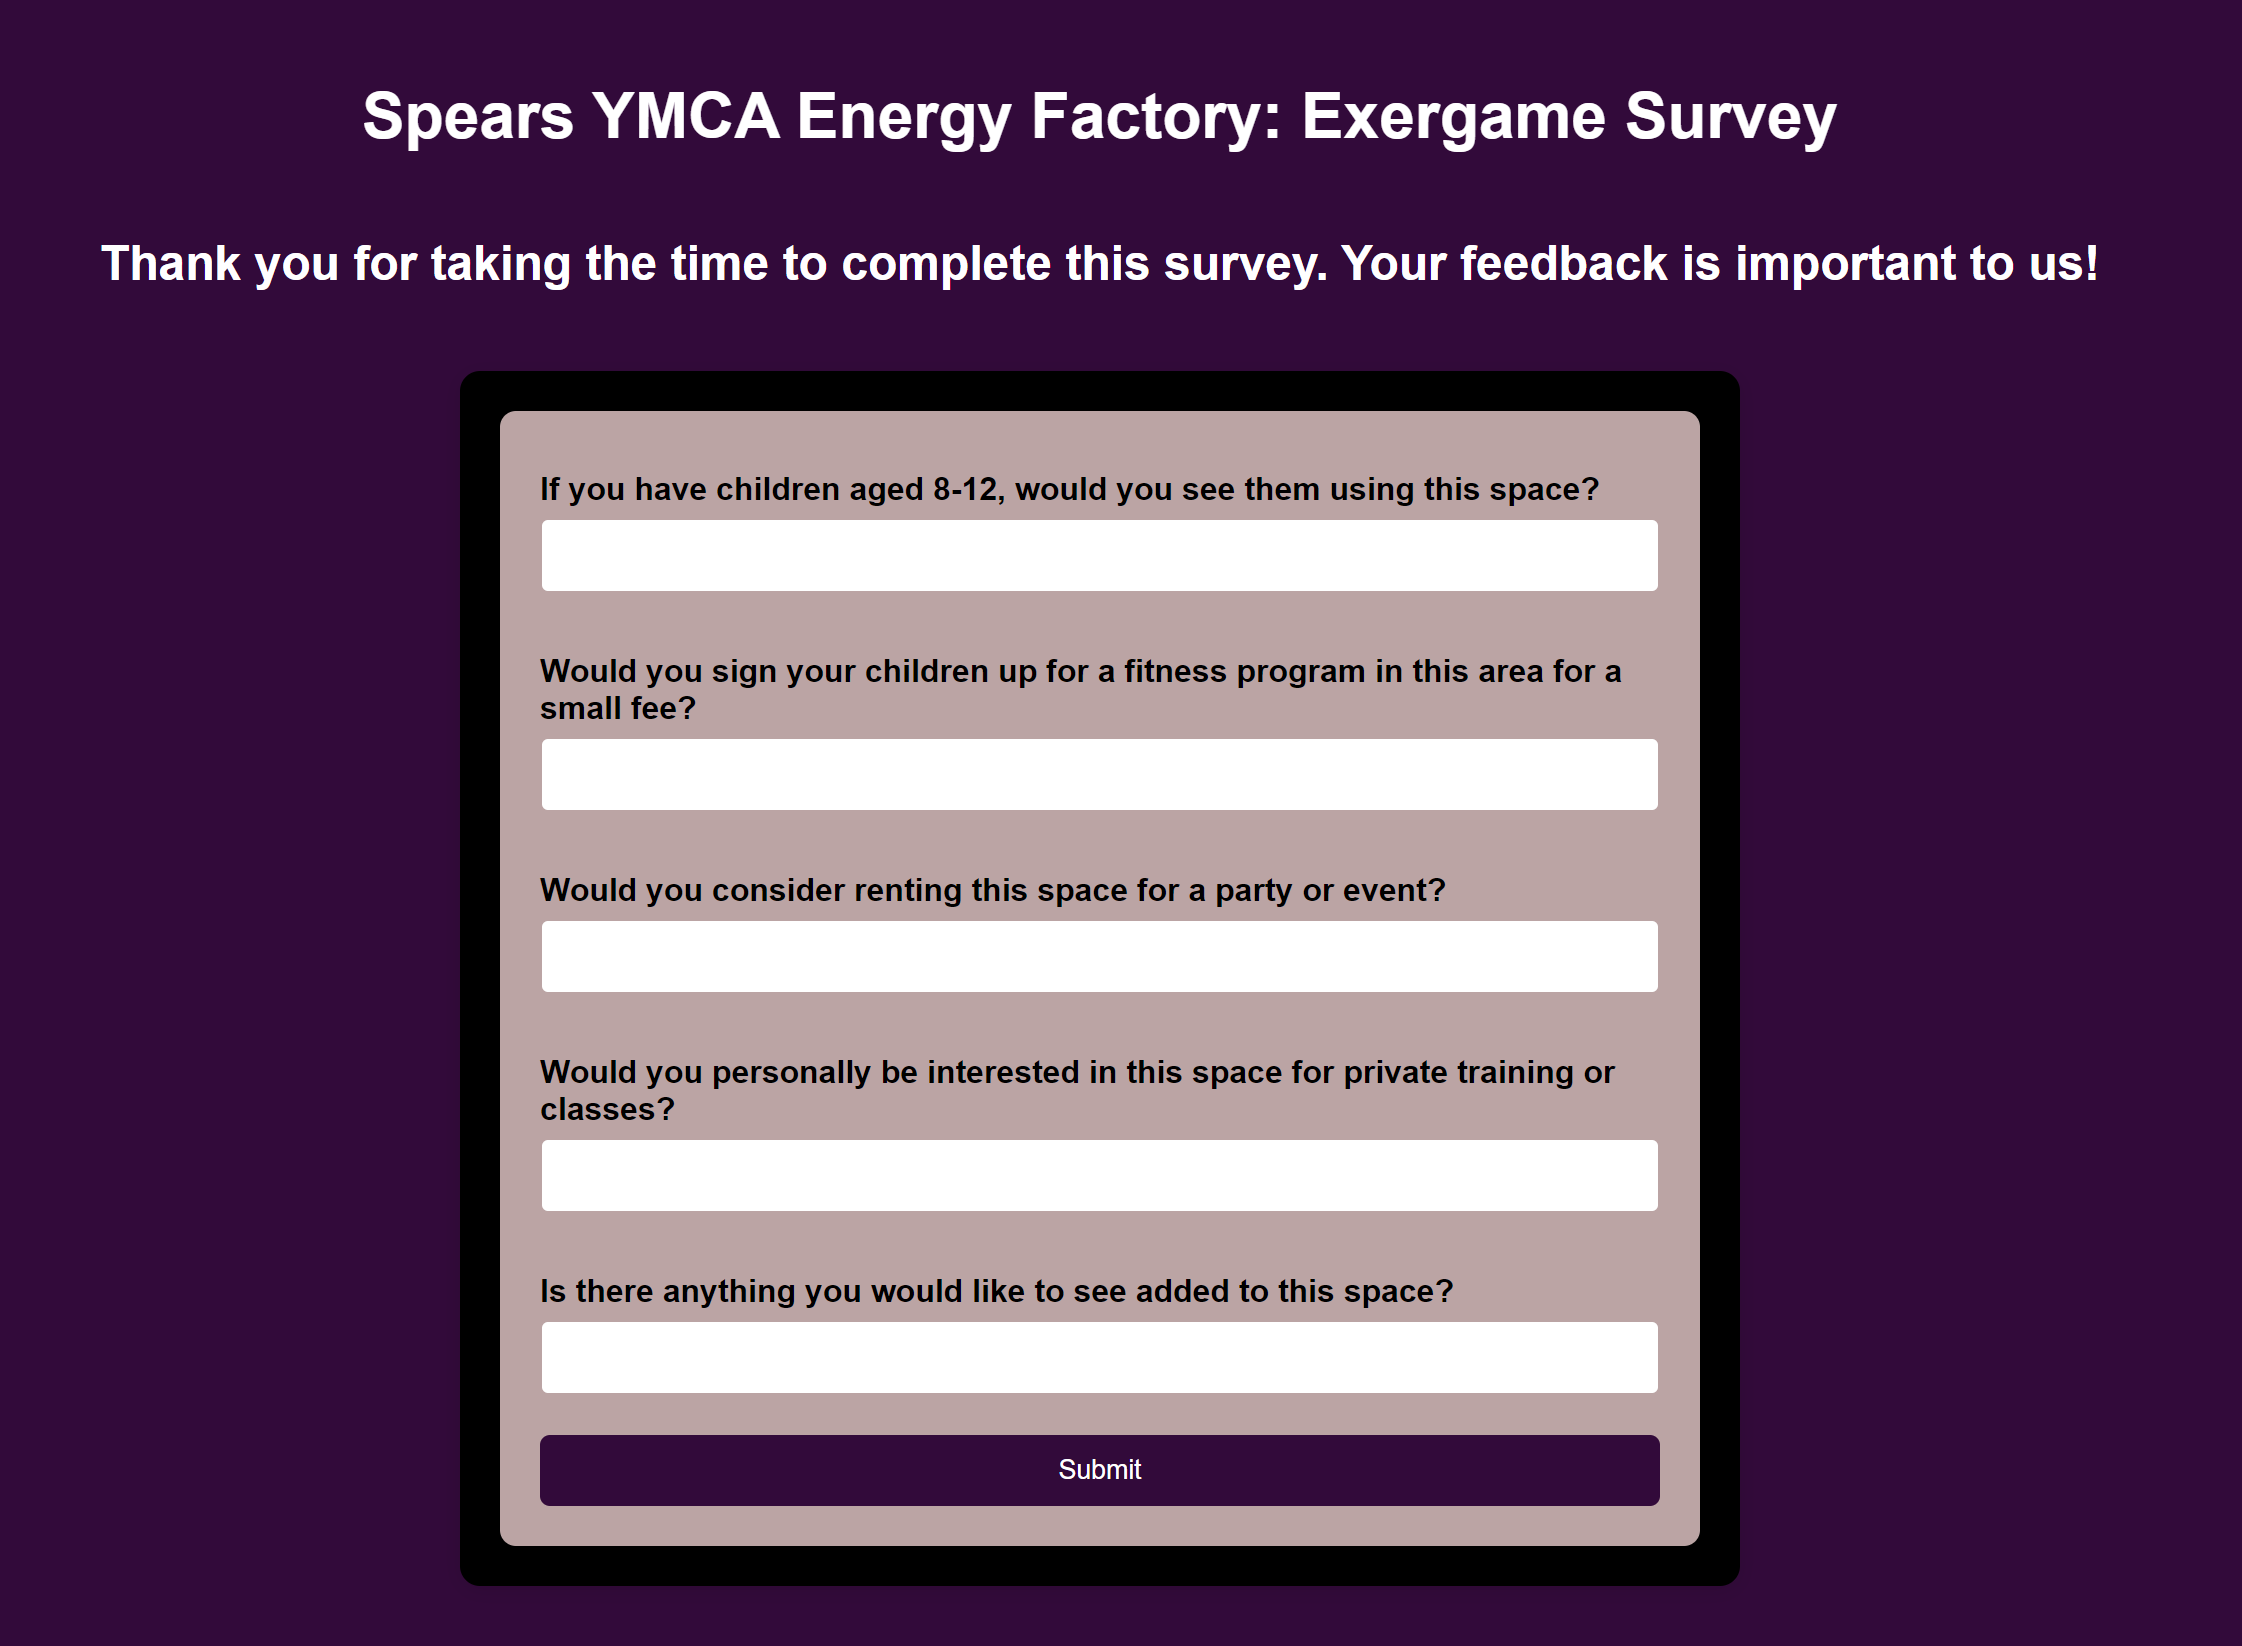 Spears YMCA Energy Factory: Exergame Survey
Thank you for taking the time to complete this survey. Your feedback is important to us!
If you have children aged 8-12, would you see them using this space?
Would you sign your children up for a fitness program in this area for a
small fee?
Would you consider renting this space for a party or event?
Would you personally be interested in this space for private training or
classes?
Is there anything you would like to see added to this space?
Submit